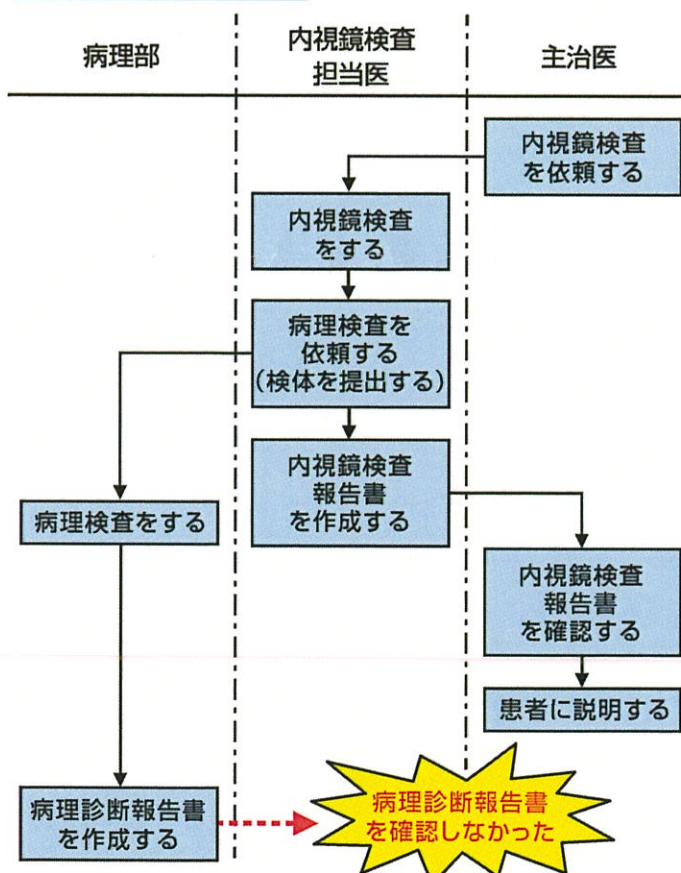 病理部
内視鏡検査
担当医
主治医
内視鏡検査
を依頼する
内視鏡検査
をする
病理検査を
依頼する
(検体を提出する)
内視鏡検査
報告書
を作成する
病理検査をする
内視鏡検査
報告書
を確認する
患者に説明する
病理診断報告書
を作成する
病理診断報告書
を確認しなかった